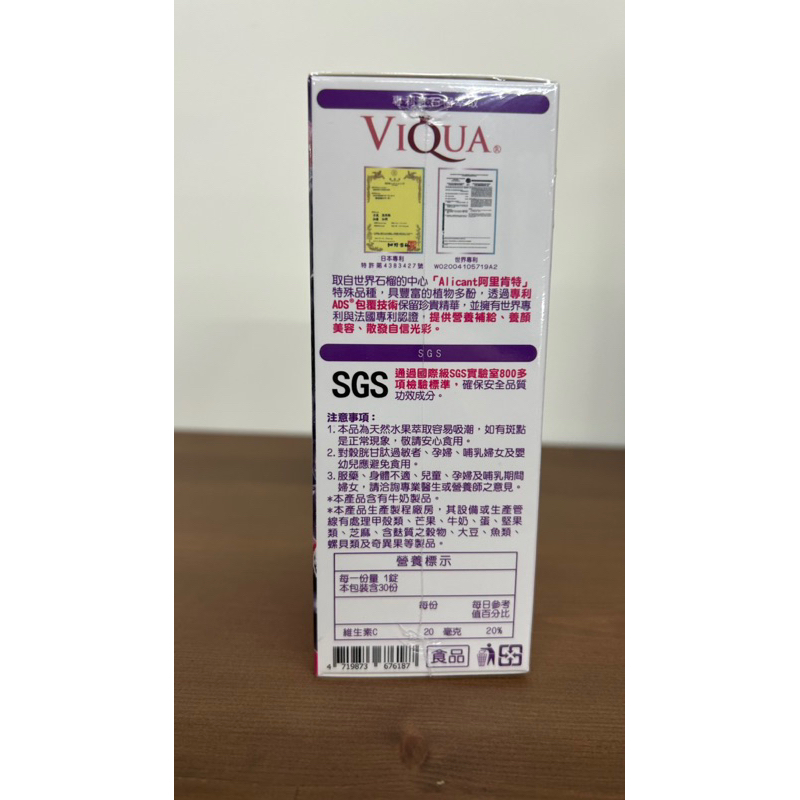 VIQUA®
日本專利
特許第4383427號
世界專利
WO2004105719A2
取自世界石榴的中心「Alicant阿里肯特」
特殊品種，具豐富的植物多酚，透過專利
ADS®包覆技術保留珍貴精華，並擁有世界專
利與法國專利認證，提供營養補給、養顏
美容、散發自信光彩。
SGS
SGS
通過國際級SGS實驗室800多
項檢驗標準，確保安全品質
功效成分。
注意事項：
1.本品為天然水果萃取容易吸潮，如有斑點
是正常現象，敬請安心食用。
2.對穀胱甘肽過敏者、孕婦、哺乳婦女及嬰
幼兒應避免食用。
3.服藥、身體不適、兒童、孕婦及哺乳期間
婦女，請洽詢專業醫生或營養師之意見。
*本產品含有牛奶製品。
*本產品生產製程廠房，其設備或生產管
線有處理甲殼類、芒果、牛奶、蛋、堅果
類、芝麻、含麩質之穀物、大豆、魚類、
螺貝類及奇異果等製品。
營養標示
每一份量 1錠
本包裝含30份
每份 每日參考
值百分比
維生素C 20 毫克 20%
4 719873 676187
食品